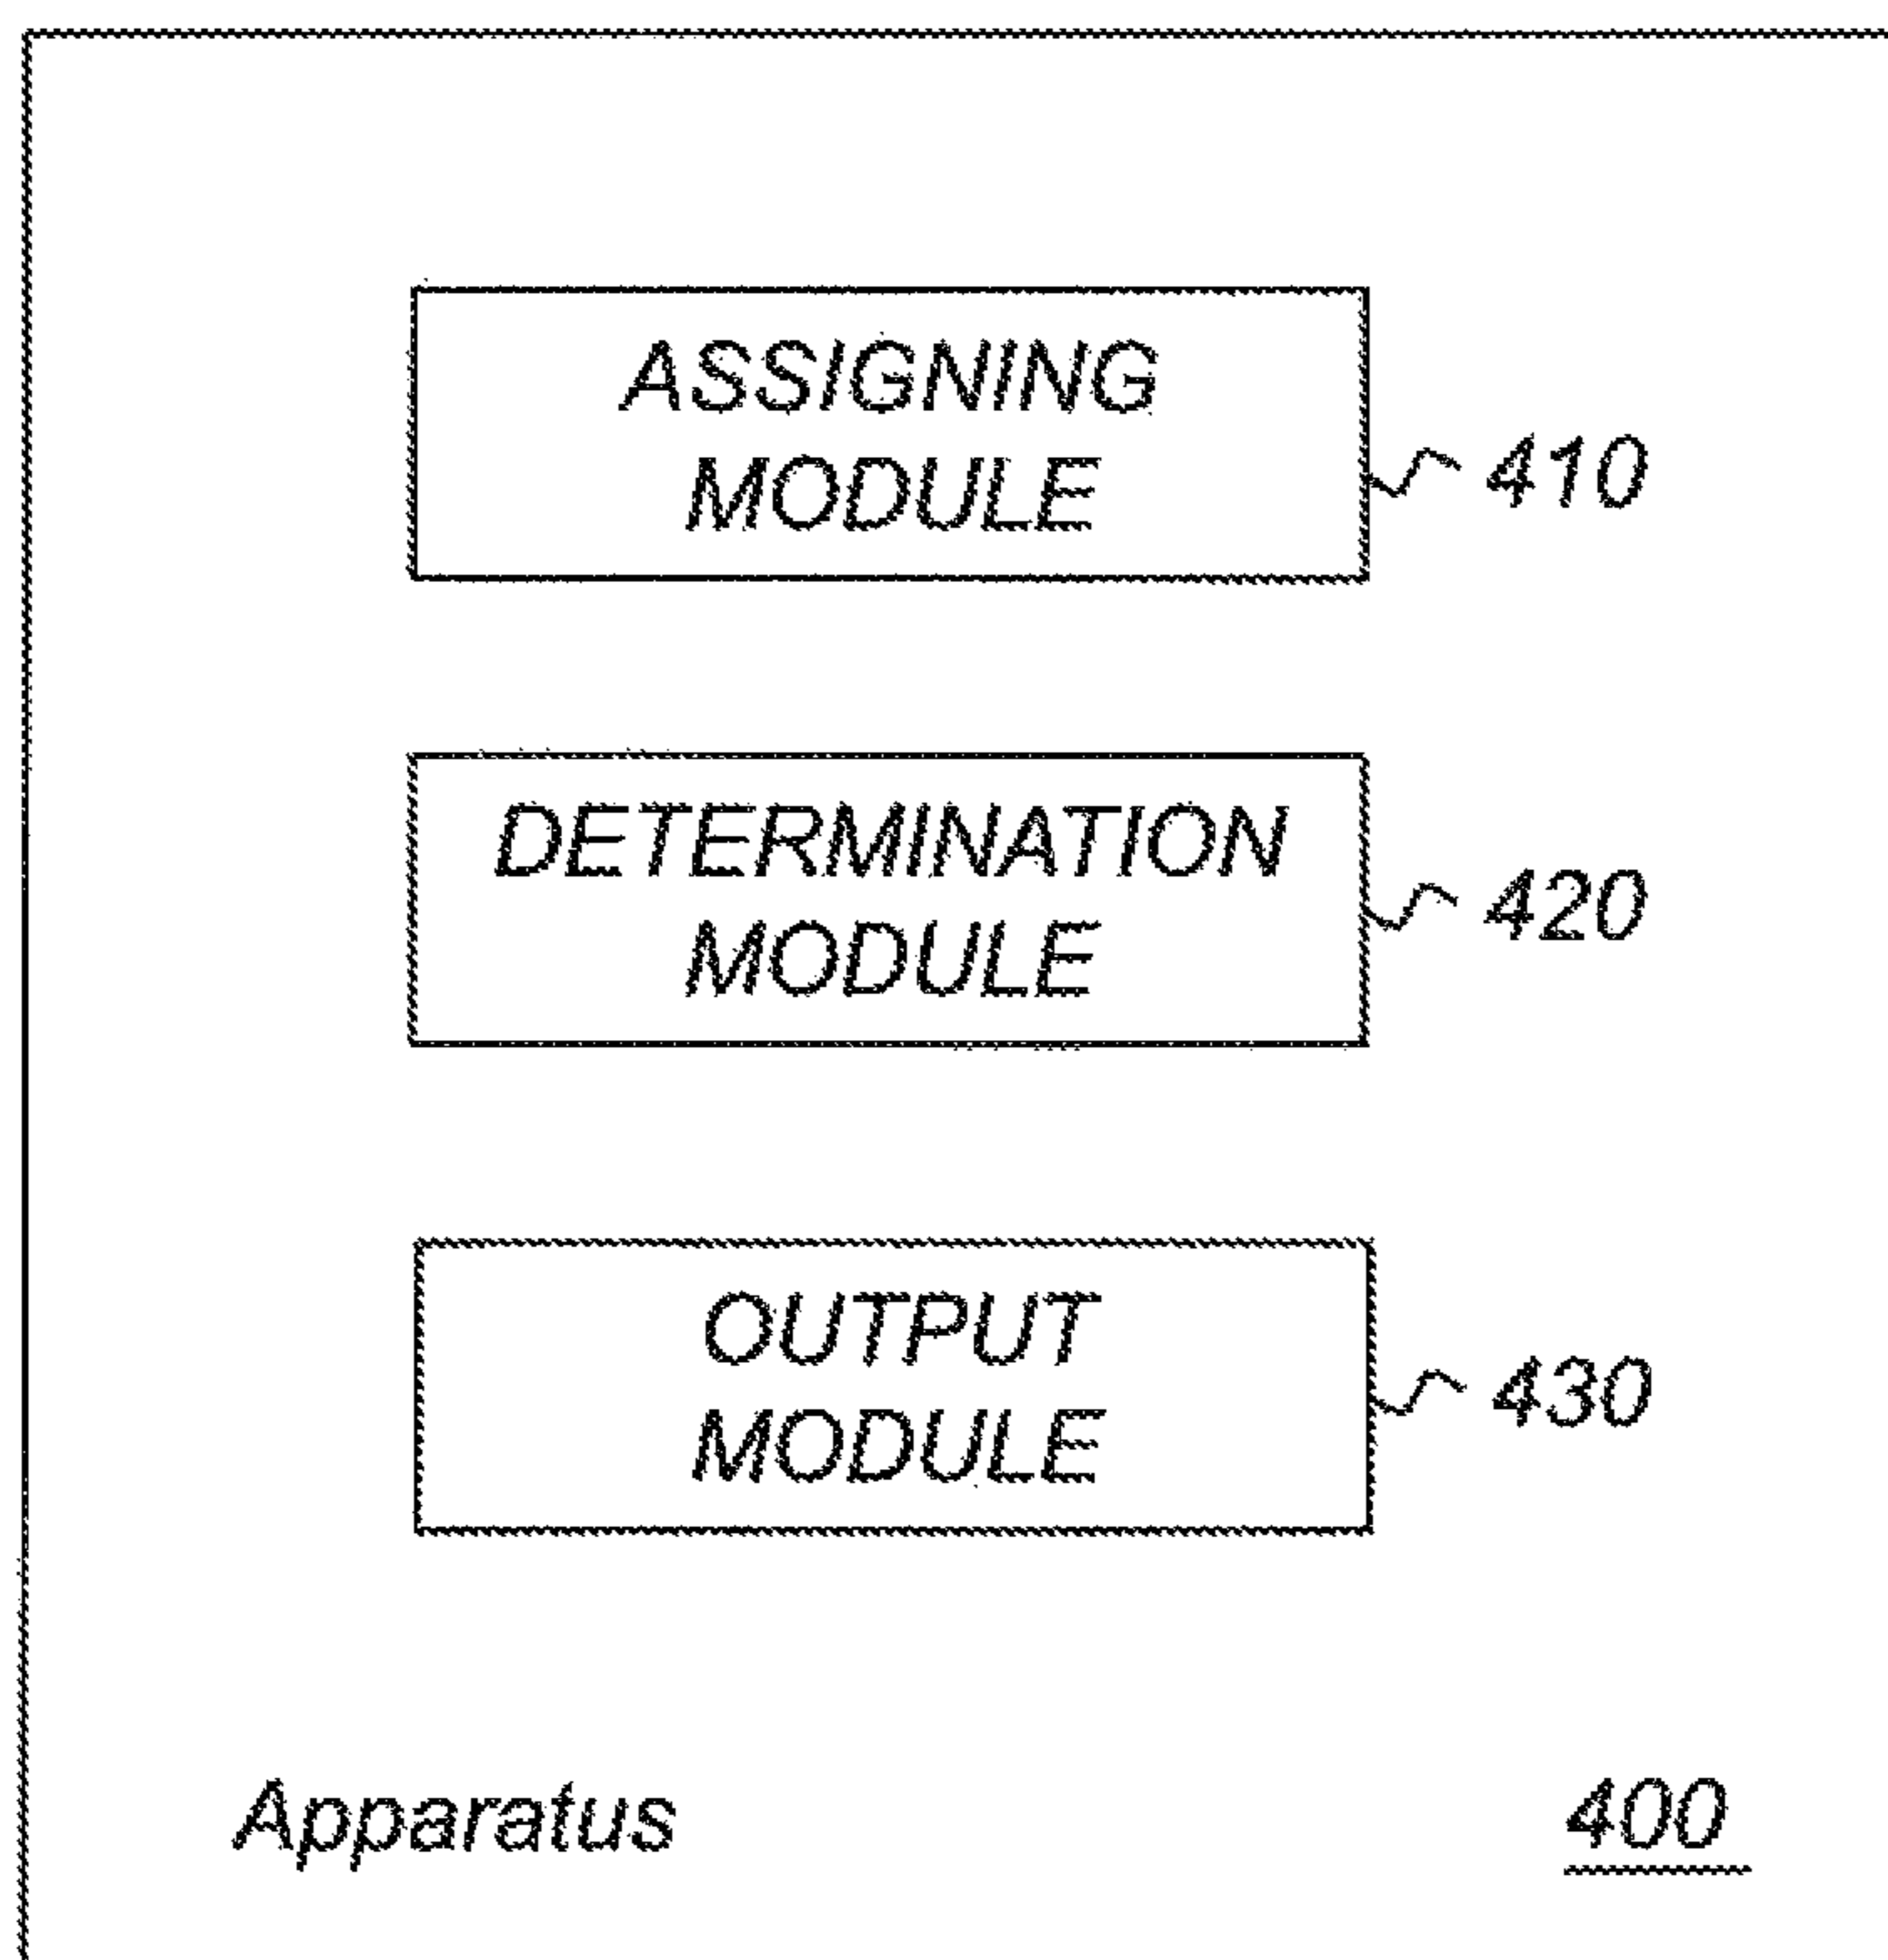 ASSIGNING
MODULE
410
DETERMINATION
MODULE
420
OUTPUT
MODULE
430
Apparatus
400